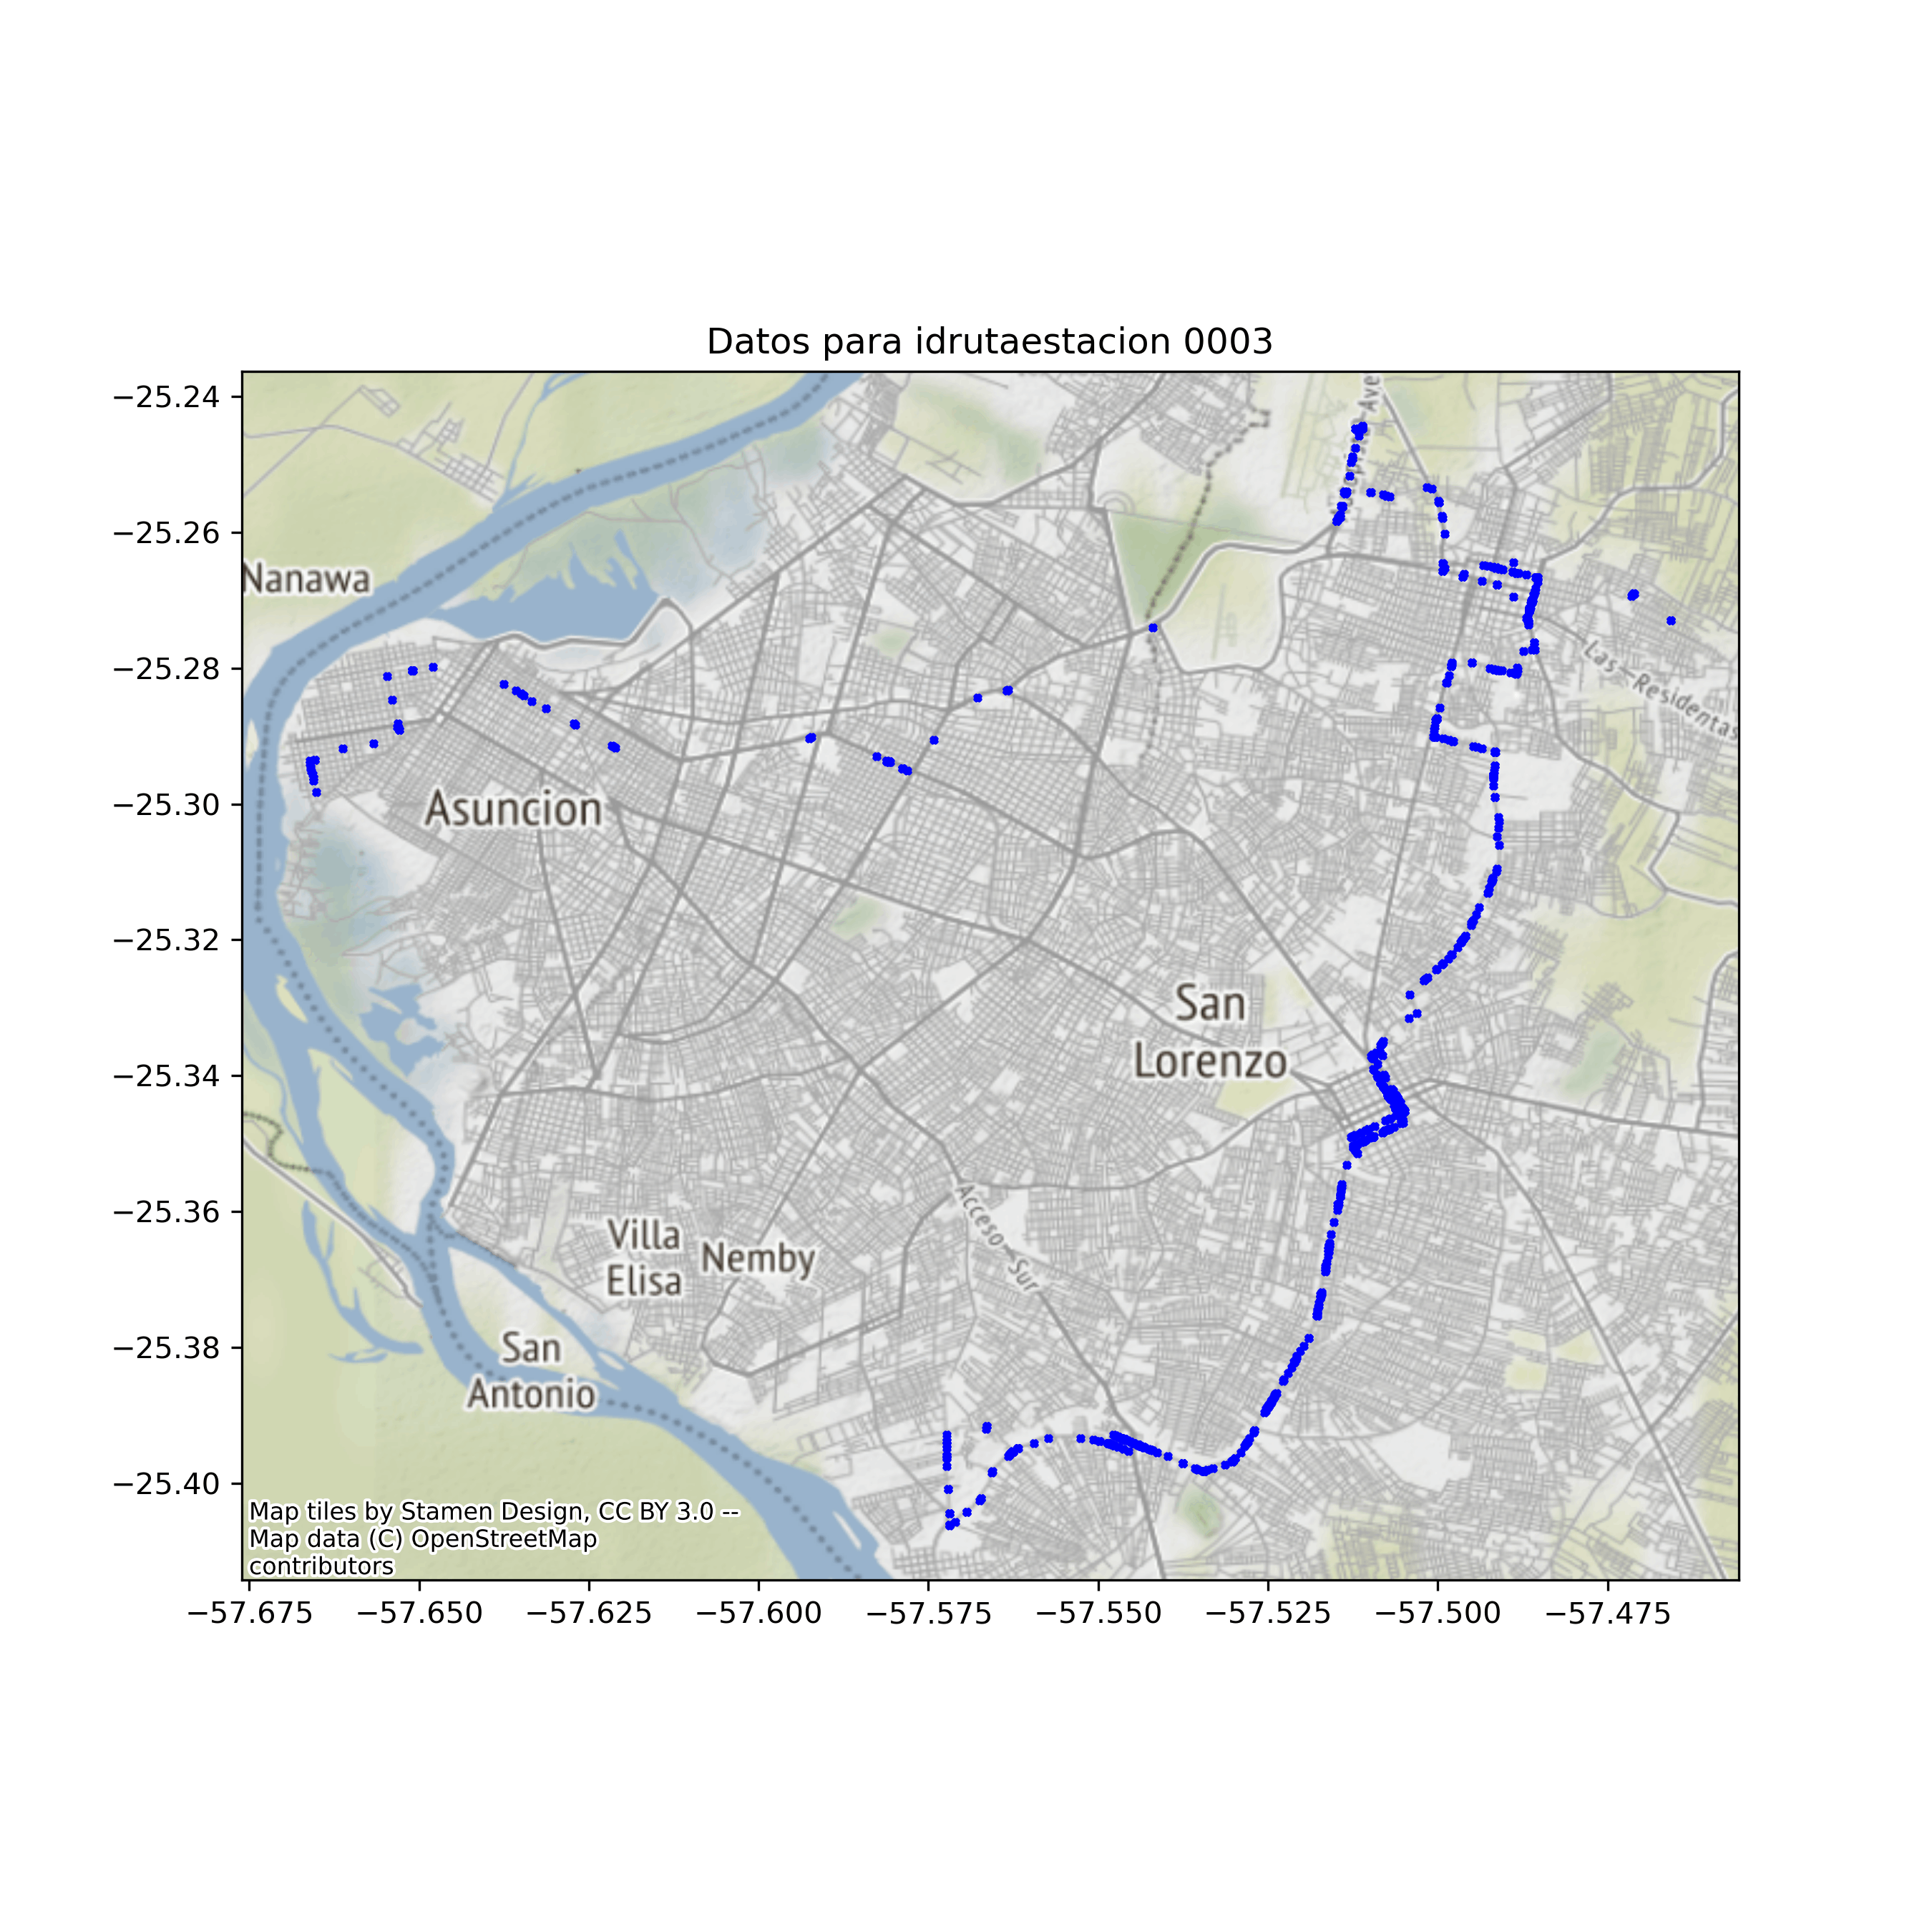 Datos para idrutaestacion 0003
−25.24
−25.26
−25.28
−25.30
−25.32
−25.34
−25.36
−25.38
−25.40
Nanawa
Ave
Las Residentas
Asuncion
San
Lorenzo
Acceso Sur
Villa
Elisa
Nemby
San
Antonio
Map tiles by Stamen Design, CC BY 3.0 --
Map data (C) OpenStreetMap
contributors
−57.675
−57.650
−57.625
−57.600
−57.575
−57.550
−57.525
−57.500
−57.475